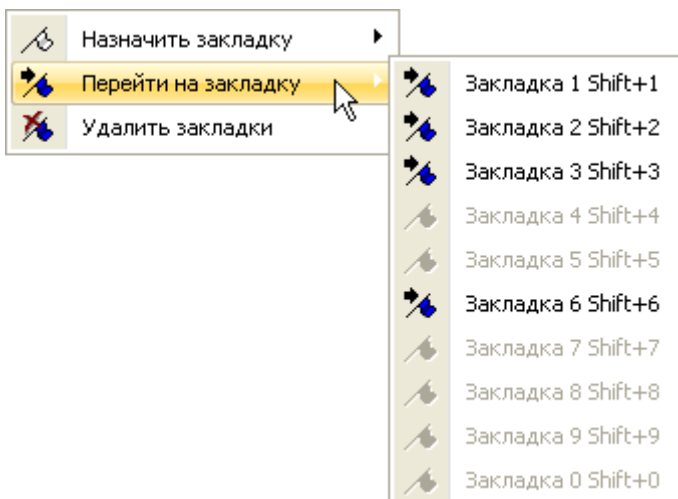 Назначить закладку
Перейти на закладку
Удалить закладки
Закладка 1 Shift+1
Закладка 2 Shift+2
Закладка 3 Shift+3
Закладка 4 Shift+4
Закладка 5 Shift+5
Закладка 6 Shift+6
Закладка 7 Shift+7
Закладка 8 Shift+8
Закладка 9 Shift+9
Закладка 0 Shift+0